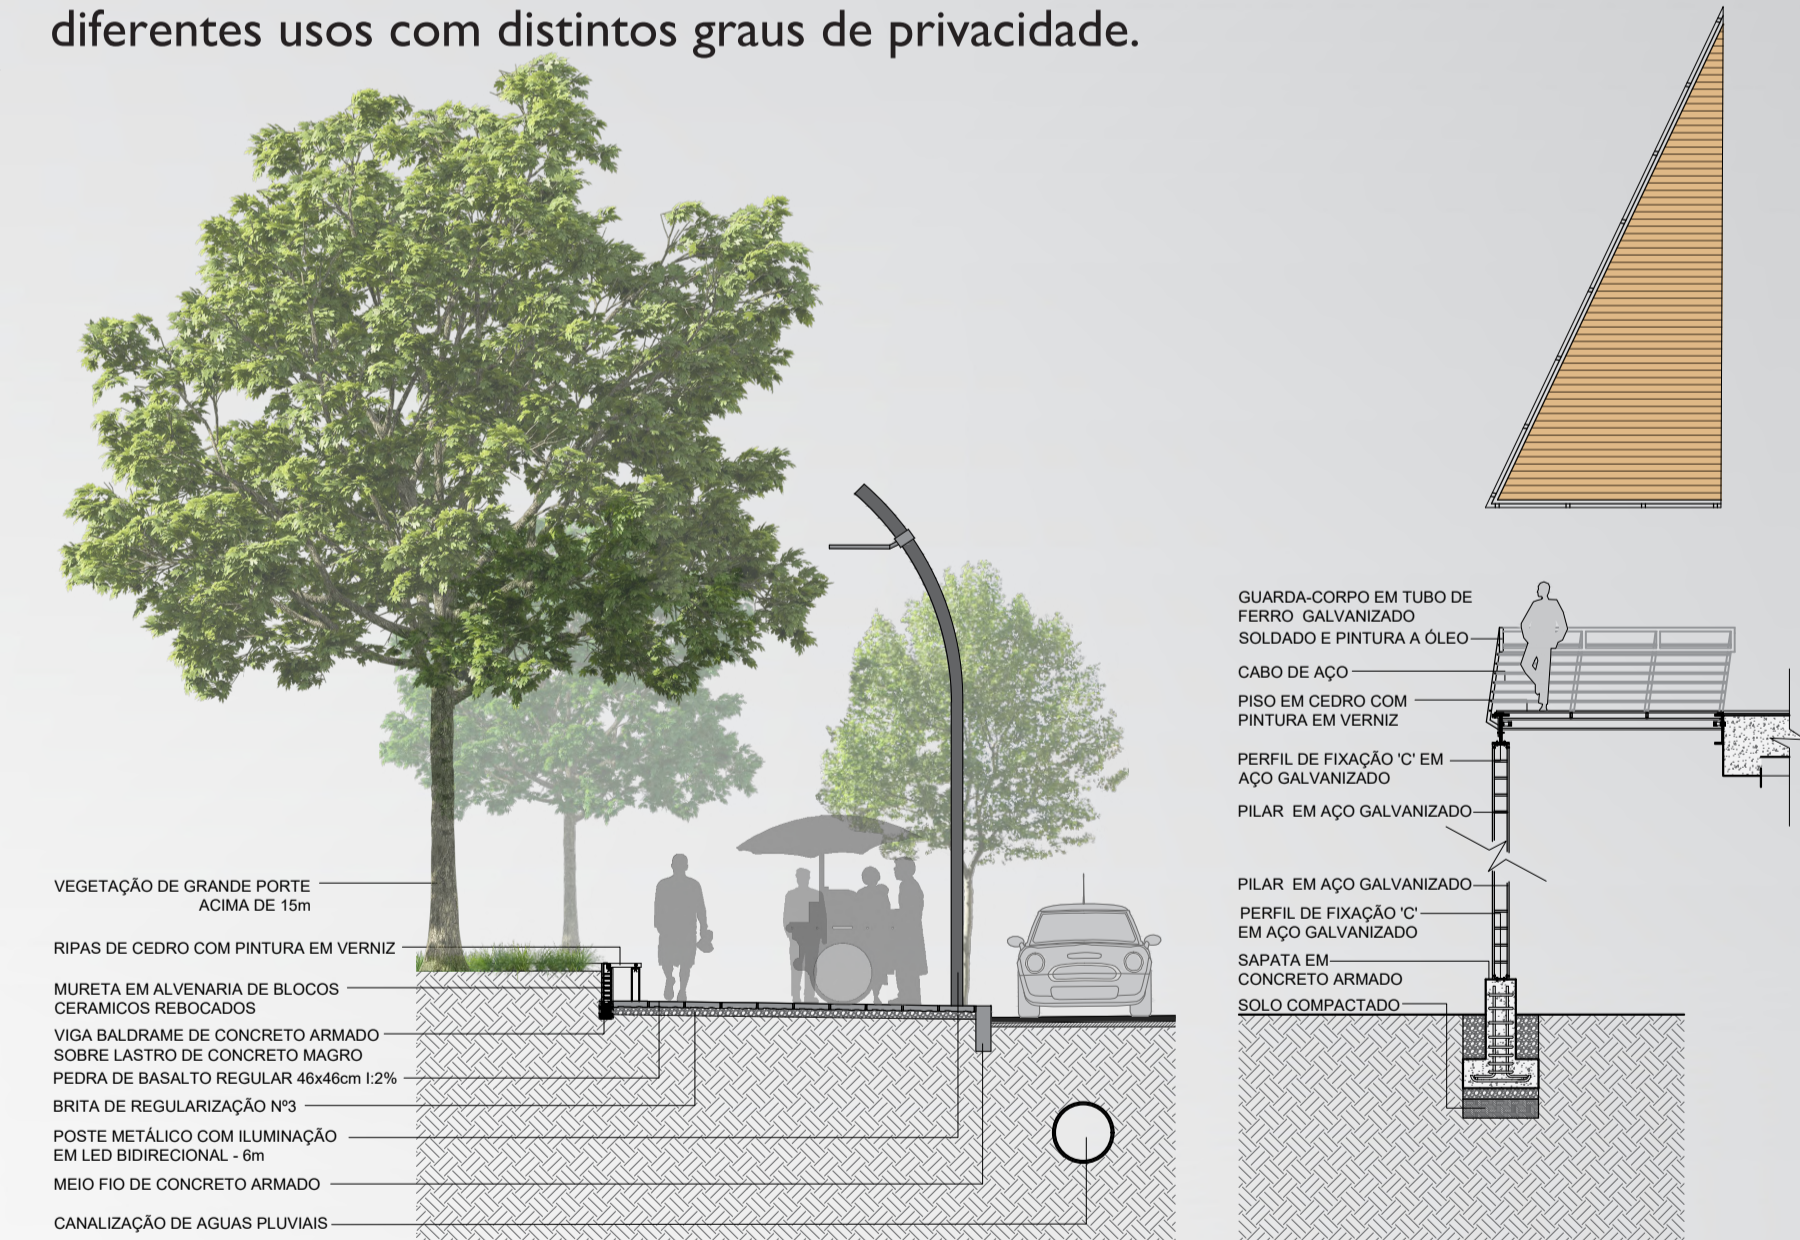 diferentes usos com distintos graus de privacidade.
VEGETAÇÃO DE GRANDE PORTE
ACIMA DE 15m
RIPAS DE CEDRO COM PINTURA EM VERNIZ
MURETA EM ALVENARIA DE BLOCOS
CERAMICOS REBOCADOS
VIGA BALDRAME DE CONCRETO ARMADO
SOBRE LASTRO DE CONCRETO MAGRO
PEDRA DE BASALTO REGULAR 46x46cm I:2%
BRITA DE REGULARIZAÇÃO Nº3
POSTE METÁLICO COM ILUMINAÇÃO
EM LED BIDIRECIONAL - 6m
MEIO FIO DE CONCRETO ARMADO
CANALIZAÇÃO DE AGUAS PLUVIAIS
GUARDA-CORPO EM TUBO DE
FERRO GALVANIZADO
SOLDADO E PINTURA A ÓLEO
CABO DE AÇO
PISO EM CEDRO COM
PINTURA EM VERNIZ
PERFIL DE FIXAÇÃO 'C' EM
AÇO GALVANIZADO
PILAR EM AÇO GALVANIZADO
PILAR EM AÇO GALVANIZADO
PERFIL DE FIXAÇÃO 'C'
EM AÇO GALVANIZADO
SAPATA EM
CONCRETO ARMADO
SOLO COMPACTADO